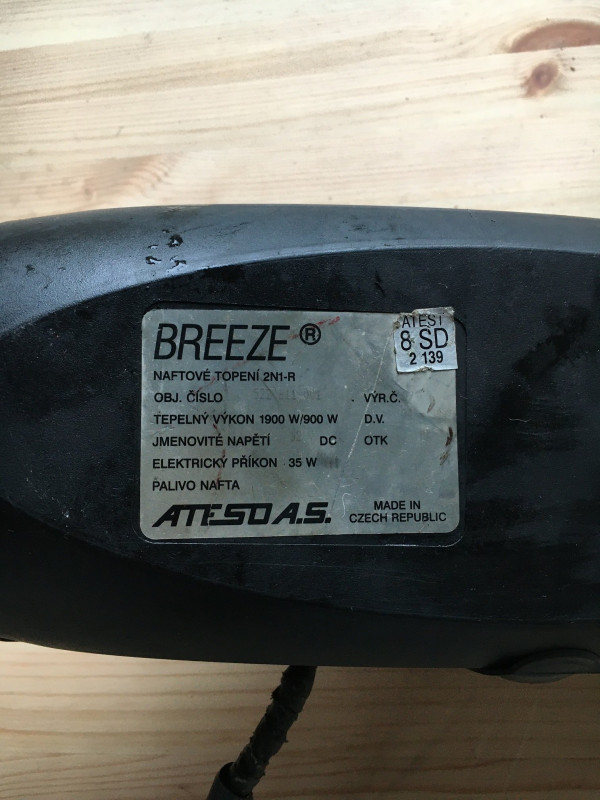 BREEZE ®
ATEST
8 SD
2 139
NAFTOVÉ TOPENÍ 2N1-R
OBJ. ČÍSLO . VÝR.Č.
TEPELNÝ VÝKON 1900 W/900 W D.V.
JMENOVITÉ NAPĚTÍ DC OTK
ELEKTRICKÝ PŘÍKON 35 W
PALIVO NAFTA
ATESO A.S.
MADE IN
CZECH REPUBLIC